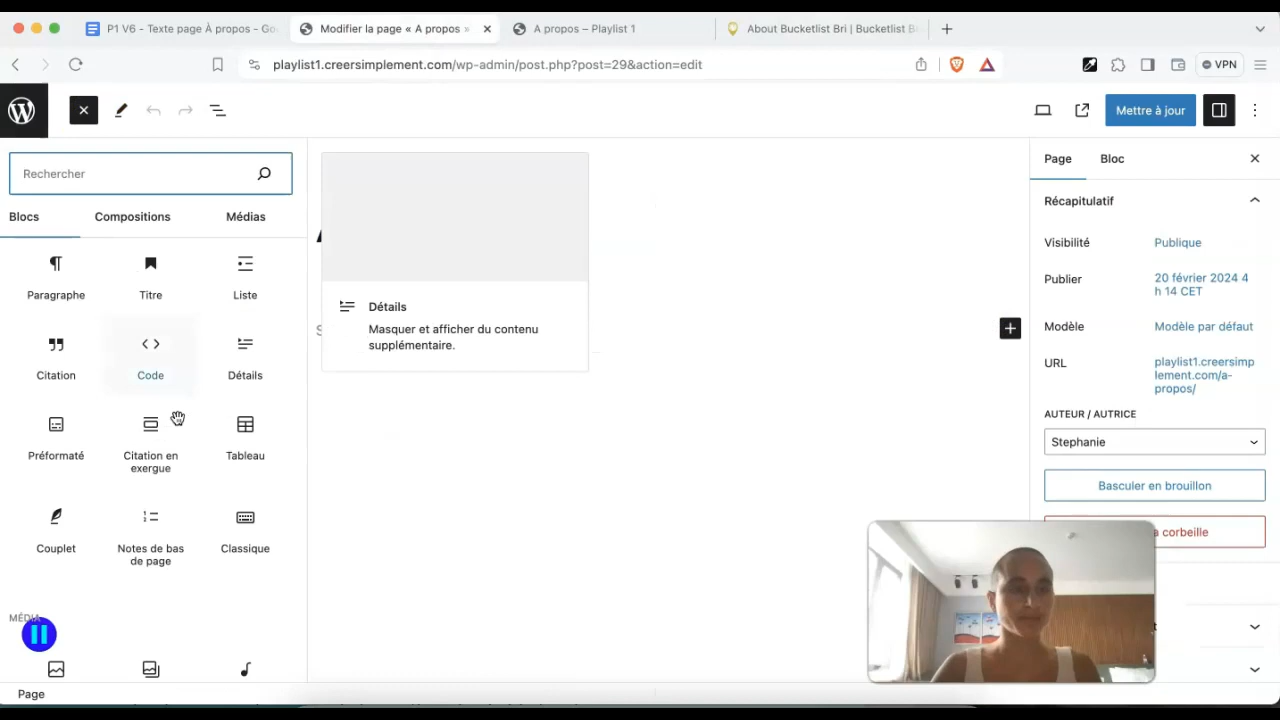 P1 V6 - Texte page À propos - Go
Modifier la page « A propos »
A propos – Playlist 1
About Bucketlist Bri | Bucketlist B
playlist1.creersimplement.com/wp-admin/post.php?post=29&action=edit
VPN
Mettre à jour
Rechercher
Blocs
Compositions
Médias
Paragraphe
Titre
Liste
Citation
Code
Détails
Préformaté
Citation en
exergue
Tableau
Couplet
Notes de bas
de page
Classique
MÉDIA
Page
Détails
Masquer et afficher du contenu
supplémentaire.
Page
Bloc
Récapitulatif
Visibilité
Publique
Publier
20 février 2024 4
h 14 CET
Modèle
Modèle par défaut
URL
playlist1.creersim
plement.com/a-
propos/
AUTEUR / AUTRICE
Stephanie
Basculer en brouillon
a corbeille